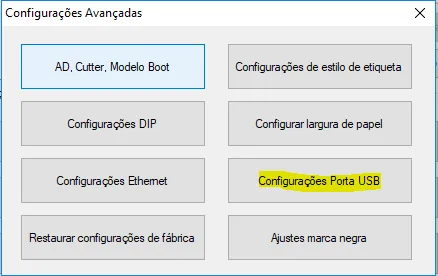 Configurações Avançadas
AD, Cutter, Modelo Boot
Configurações de estilo de etiqueta
Configurações DIP
Configurar largura de papel
Configurações Ethernet
Configurações Porta USB
Restaurar configurações de fábrica
Ajustes marca negra